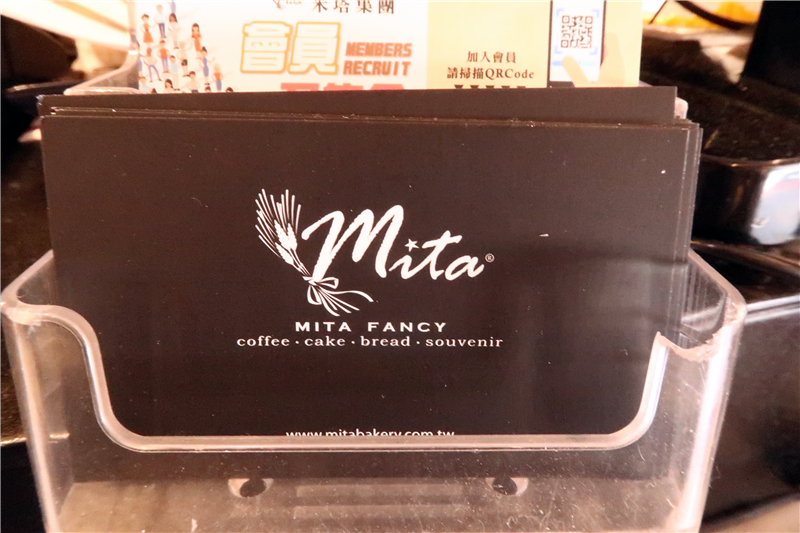 米塔集團
會員 MEMBERS
RECRUIT
加入會員
請掃描QRCode
Mita®
MITA FANCY
coffee · cake · bread · souvenir
www.mitabakery.com.tw